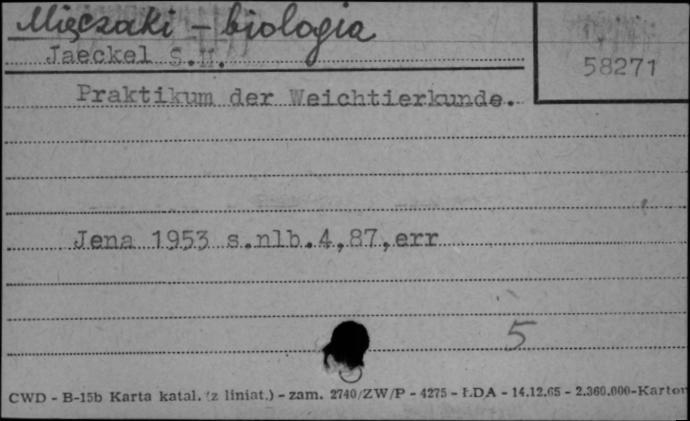 Mięczaki - biologia
Jaeckel S.H.
58271
Praktikum der Weichtierkunde.
Jena 1953 s.nlb.4,87,err
5
CWD - B-15b Karta katal. (z liniat.) - zam. 2740/ZW/P - 4275 - ŁDA - 14.12.65 - 2.360.000-Karton